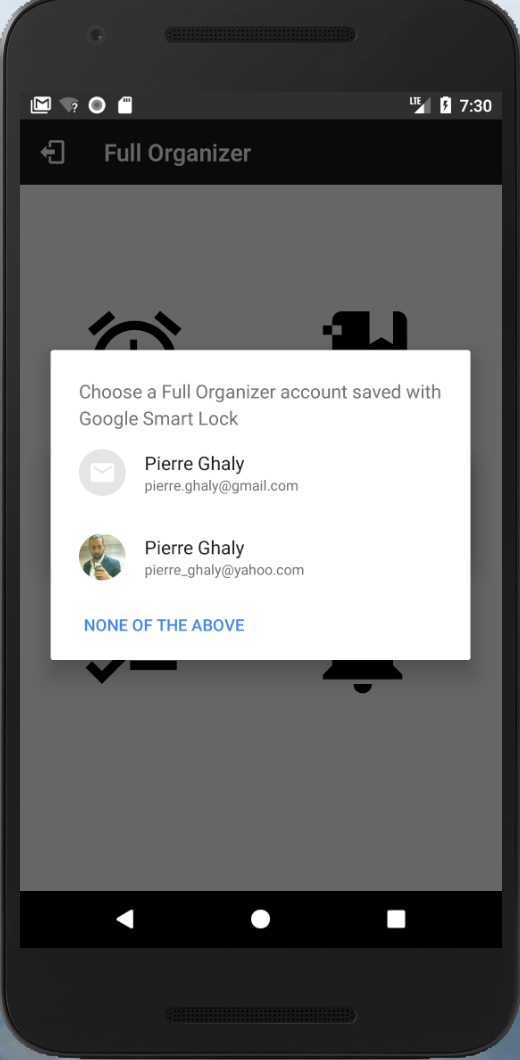 LTE 7:30
Full Organizer
Choose a Full Organizer account saved with
Google Smart Lock
Pierre Ghaly
pierre.ghaly@gmail.com
Pierre Ghaly
pierre_ghaly@yahoo.com
NONE OF THE ABOVE